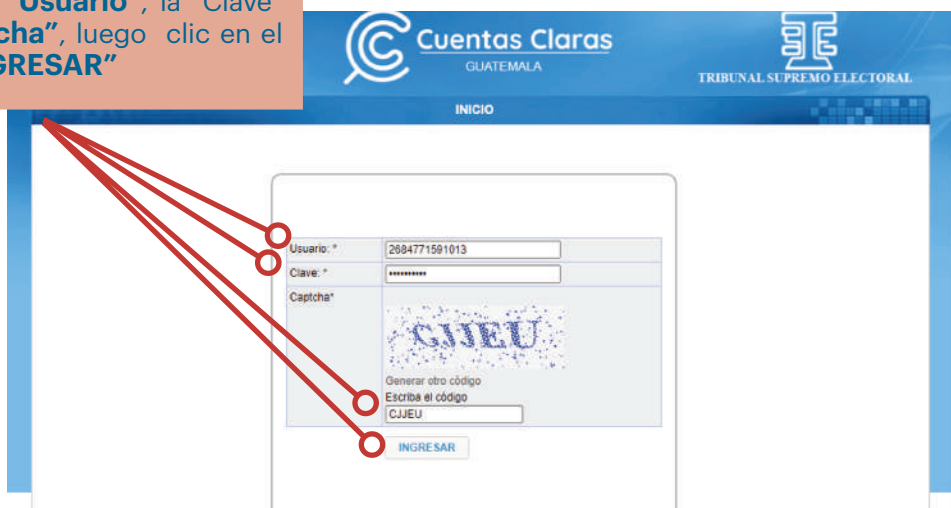 Usuario", la "Clave"
cha", luego clic en el
GRESAR"
Cuentas Claras
GUATEMALA
TRIBUNAL SUPREMO ELECTORAL
INICIO
Usuario: * 2684771591013
Clave: * ••••••••••
Captcha*
CJJEU
Generar otro código
Escriba el código
CJJEU
INGRESAR